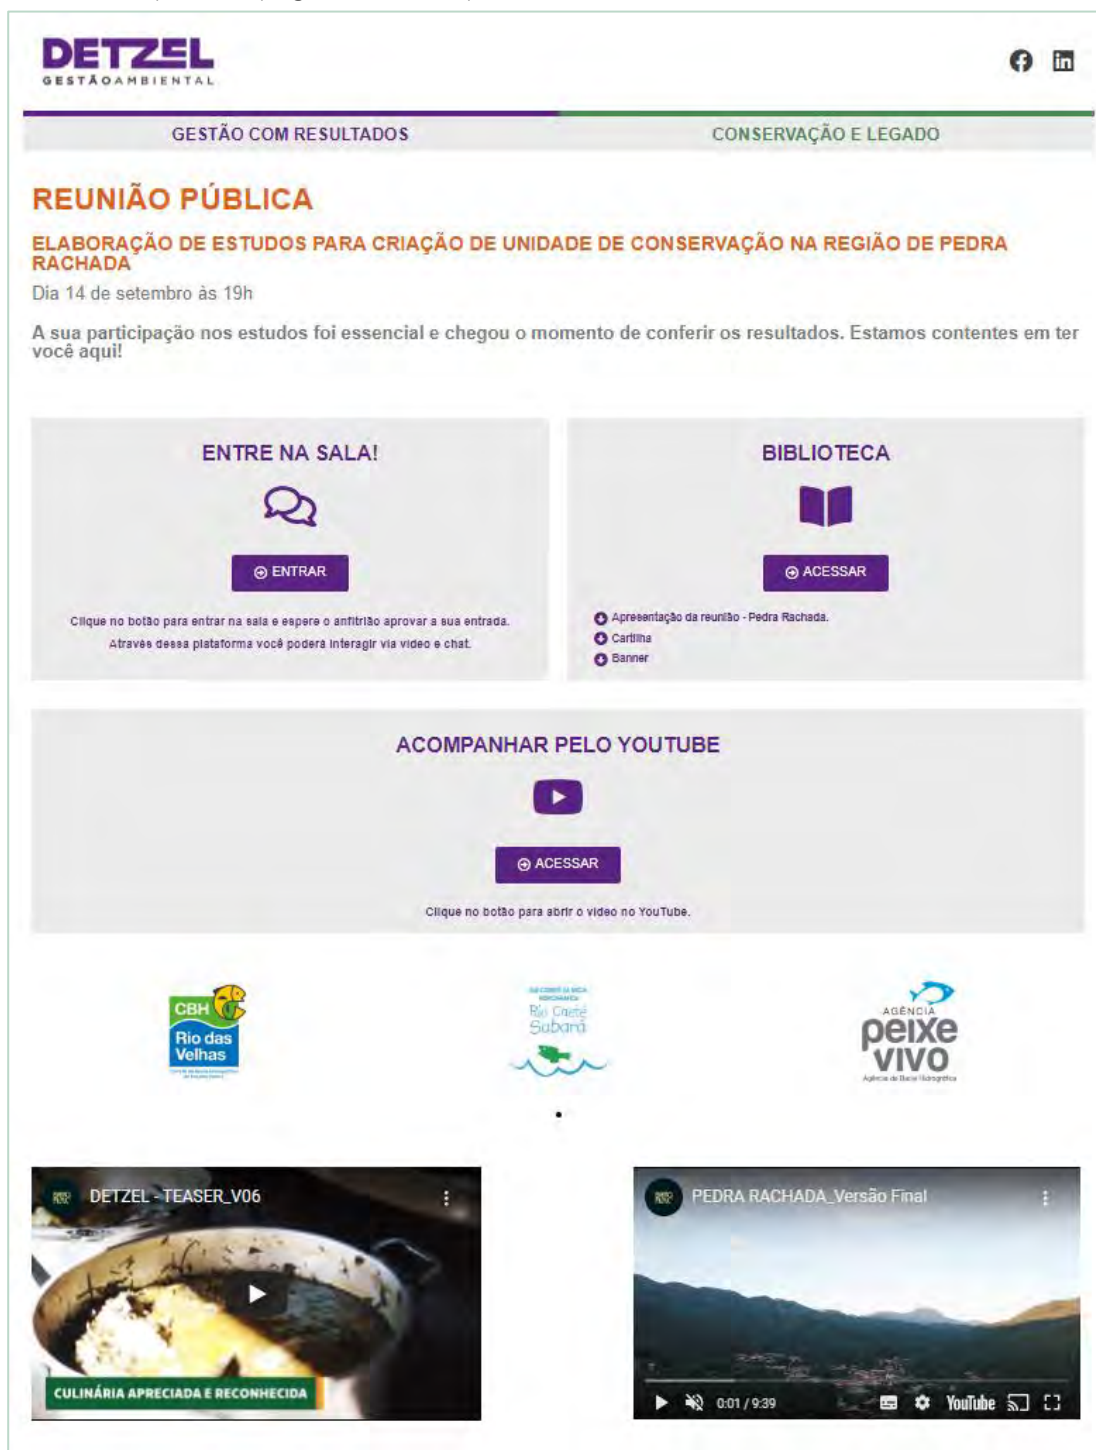 DETZEL
GESTÃOAMBIENTAL
GESTÃO COM RESULTADOS
CONSERVAÇÃO E LEGADO
REUNIÃO PÚBLICA
ELABORAÇÃO DE ESTUDOS PARA CRIAÇÃO DE UNIDADE DE CONSERVAÇÃO NA REGIÃO DE PEDRA
RACHADA
Dia 14 de setembro às 19h
A sua participação nos estudos foi essencial e chegou o momento de conferir os resultados. Estamos contentes em ter
você aqui!
ENTRE NA SALA!
ENTRAR
Clique no botão para entrar na sala e espere o anfitrião aprovar a sua entrada.
Através dessa plataforma você poderá interagir via vídeo e chat.
BIBLIOTECA
ACESSAR
Apresentação da reunião - Pedra Rachada.
Cartilha
Banner
ACOMPANHAR PELO YOUTUBE
ACESSAR
Clique no botão para abrir o vídeo no YouTube.
CBH
Rio das
Velhas
Rio Caeté
Sabará
AGÊNCIA
peixe
vivo
Agência de Bacia Hidrográfica
DETZEL - TEASER_V06
CULINÁRIA APRECIADA E RECONHECIDA
PEDRA RACHADA_Versão Final
0:01 / 9:39
YouTube